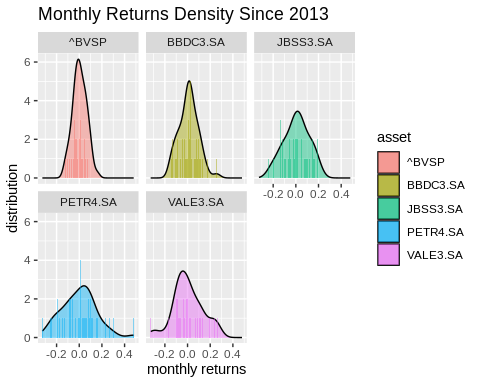 Monthly Returns Density Since 2013
^BVSP
BBDC3.SA
JBSS3.SA
6
4
2
0
-0.2 0.0 0.2 0.4
PETR4.SA
VALE3.SA
6
4
2
0
-0.2 0.0 0.2 0.4
-0.2 0.0 0.2 0.4
monthly returns
distribution
asset
^BVSP
BBDC3.SA
JBSS3.SA
PETR4.SA
VALE3.SA